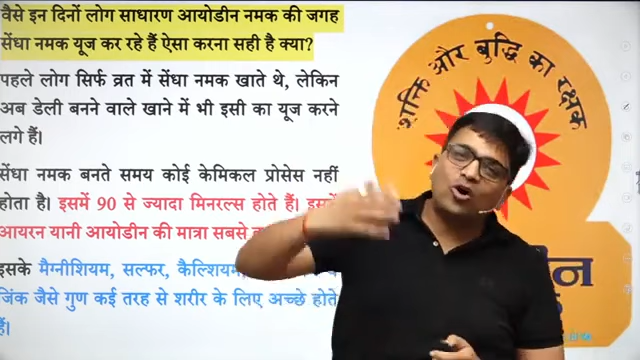 वैसे इन दिनों लोग साधारण आयोडीन नमक की जगह
सेंधा नमक यूज कर रहे हैं ऐसा करना सही है क्या?
पहले लोग सिर्फ व्रत में सेंधा नमक खाते थे, लेकिन
अब डेली बनने वाले खाने में भी इसी का यूज करने
लगे हैं।
सेंधा नमक बनते समय कोई केमिकल प्रोसेस नहीं
होता है। इसमें 90 से ज्यादा मिनरल्स होते हैं। इसमें
आयरन यानी आयोडीन की मात्रा सबसे
इसके मैग्नीशियम, सल्फर, कैल्शियम
जिंक जैसे गुण कई तरह से शरीर के लिए अच्छे होते
हैं।
शक्ति और बुद्धि का रक्षक